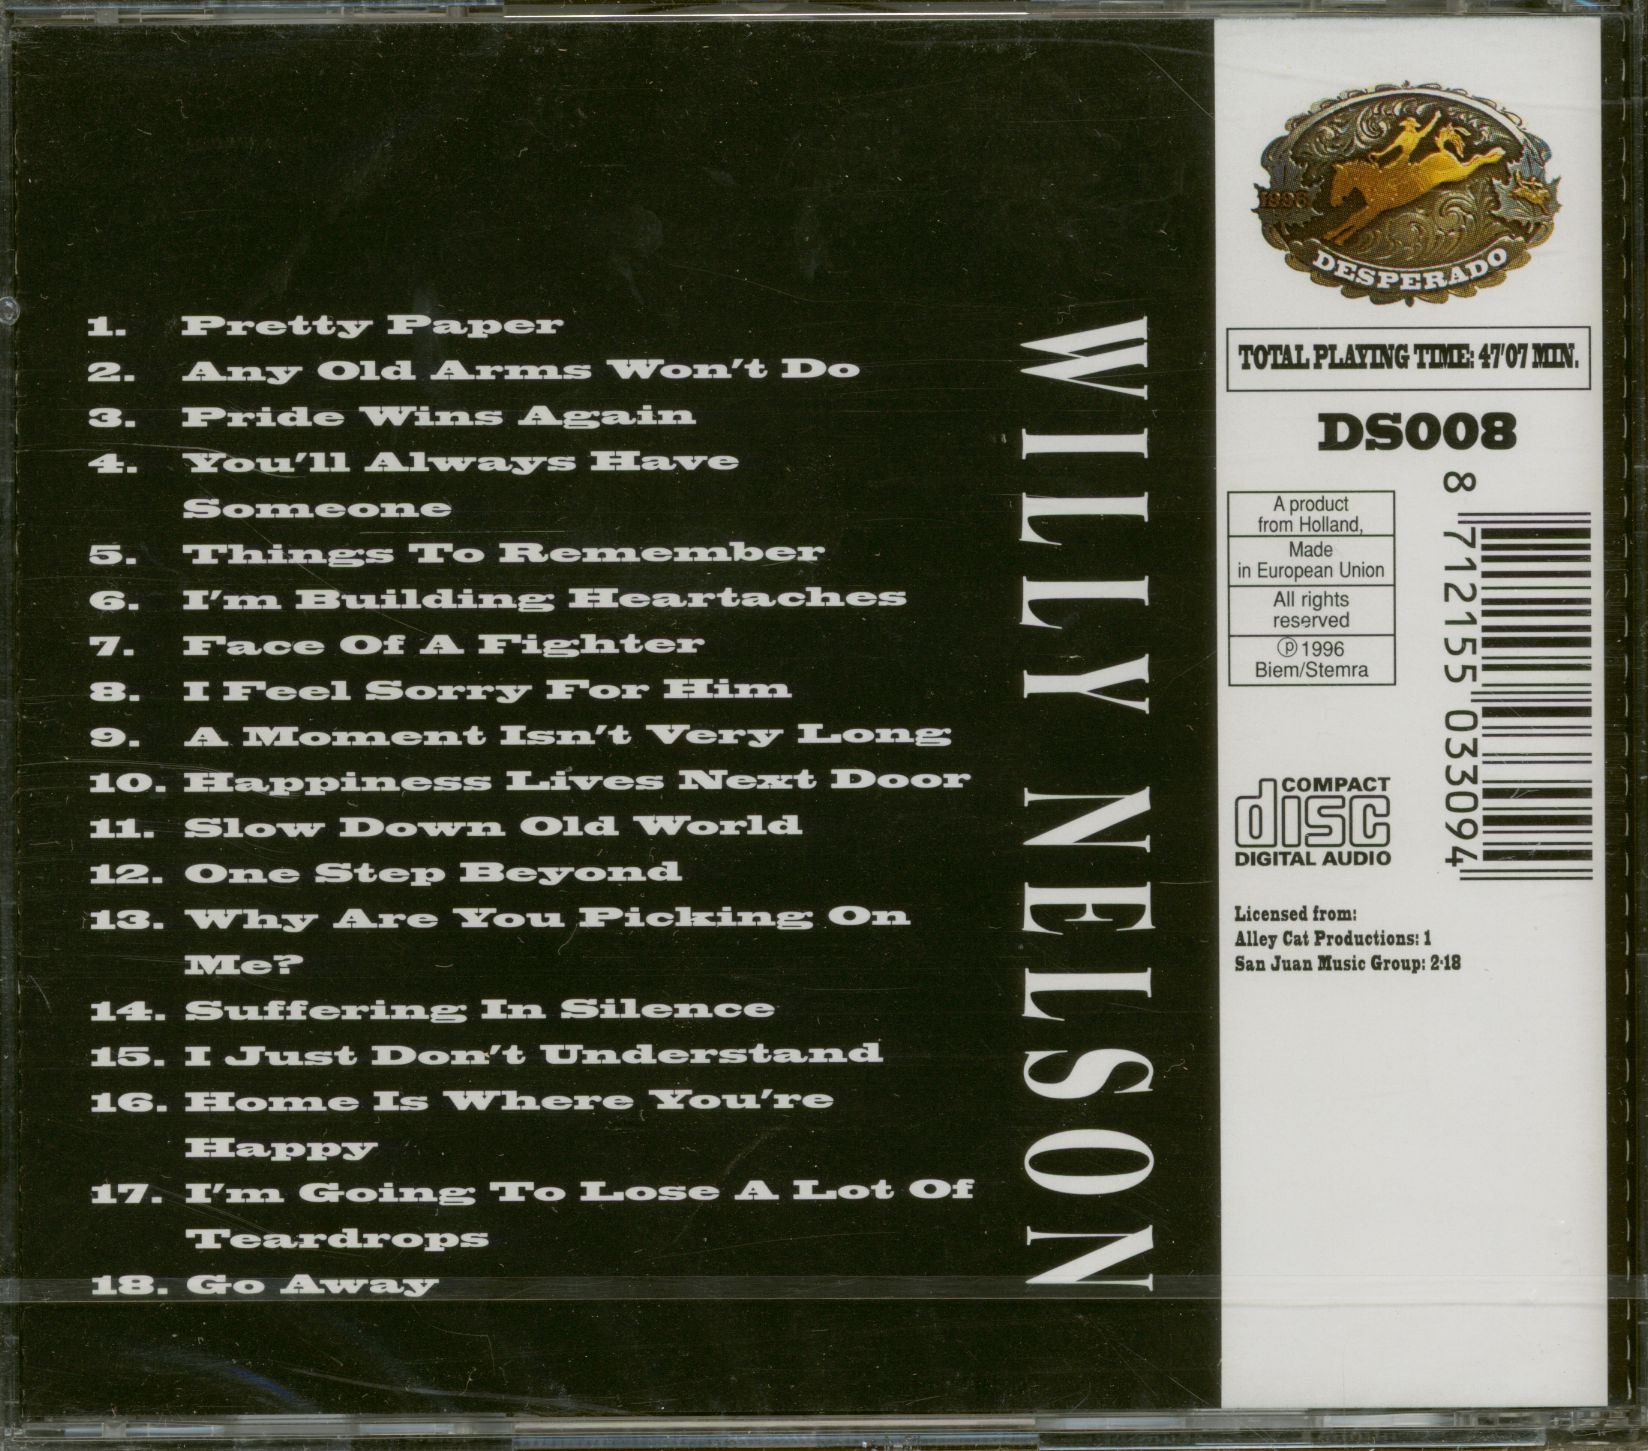 1. Pretty Paper
2. Any Old Arms Won't Do
3. Pride Wins Again
4. You'll Always Have
Someone
5. Things To Remember
6. I'm Building Heartaches
7. Face Of A Fighter
8. I Feel Sorry For Him
9. A Moment Isn't Very Long
10. Happiness Lives Next Door
11. Slow Down Old World
12. One Step Beyond
13. Why Are You Picking On
Me?
14. Suffering In Silence
15. I Just Don't Understand
16. Home Is Where You're
Happy
17. I'm Going To Lose A Lot Of
Teardrops
18. Go Away
WILLY NELSON
1996
DESPERADO
TOTAL PLAYING TIME: 47'07 MIN.
DS008
8 712155 033094
A product
from Holland,
Made
in European Union
All rights
reserved
℗ 1996
Biem/Stemra
COMPACT
disc
DIGITAL AUDIO
Licensed from:
Alley Cat Productions: 1
San Juan Music Group: 2-18